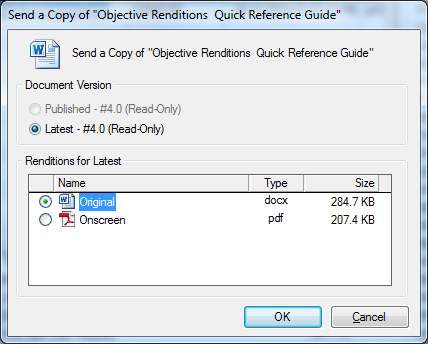 Send a Copy of "Objective Renditions  Quick Reference Guide"
Send a Copy of "Objective Renditions  Quick Reference Guide"
Document Version
Published - #4.0 (Read-Only)
Latest - #4.0 (Read-Only)
Renditions for Latest
Name Type Size
Original docx 284.7 KB
Onscreen pdf 207.4 KB
OK Cancel